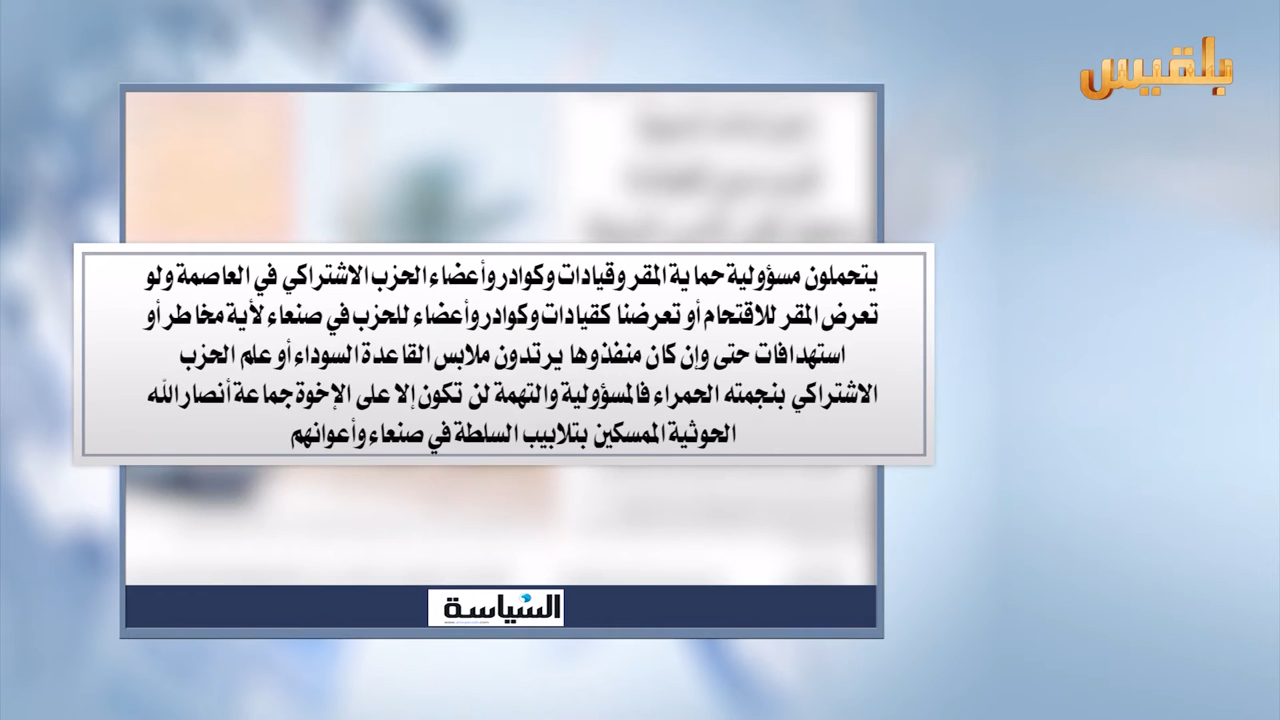 بلقيس
يتحملون مسؤولية حماية المقر وقيادات وكوادر وأعضاء الحزب الاشتراكي في العاصمة ولو
تعرض المقر للاقتحام أو تعرضنا كقيادات وكوادر وأعضاء للحزب في صنعاء لأية مخاطر أو
استهدافات حتى وإن كان منفذوها يرتدون ملابس القاعدة السوداء أو علم الحزب
الاشتراكي بنجمته الحمراء فالمسؤولية والتهمة لن تكون إلا على الإخوة جماعة أنصار الله
الحوثية الممسكين بتلابيب السلطة في صنعاء وأعوانهم
السياسة